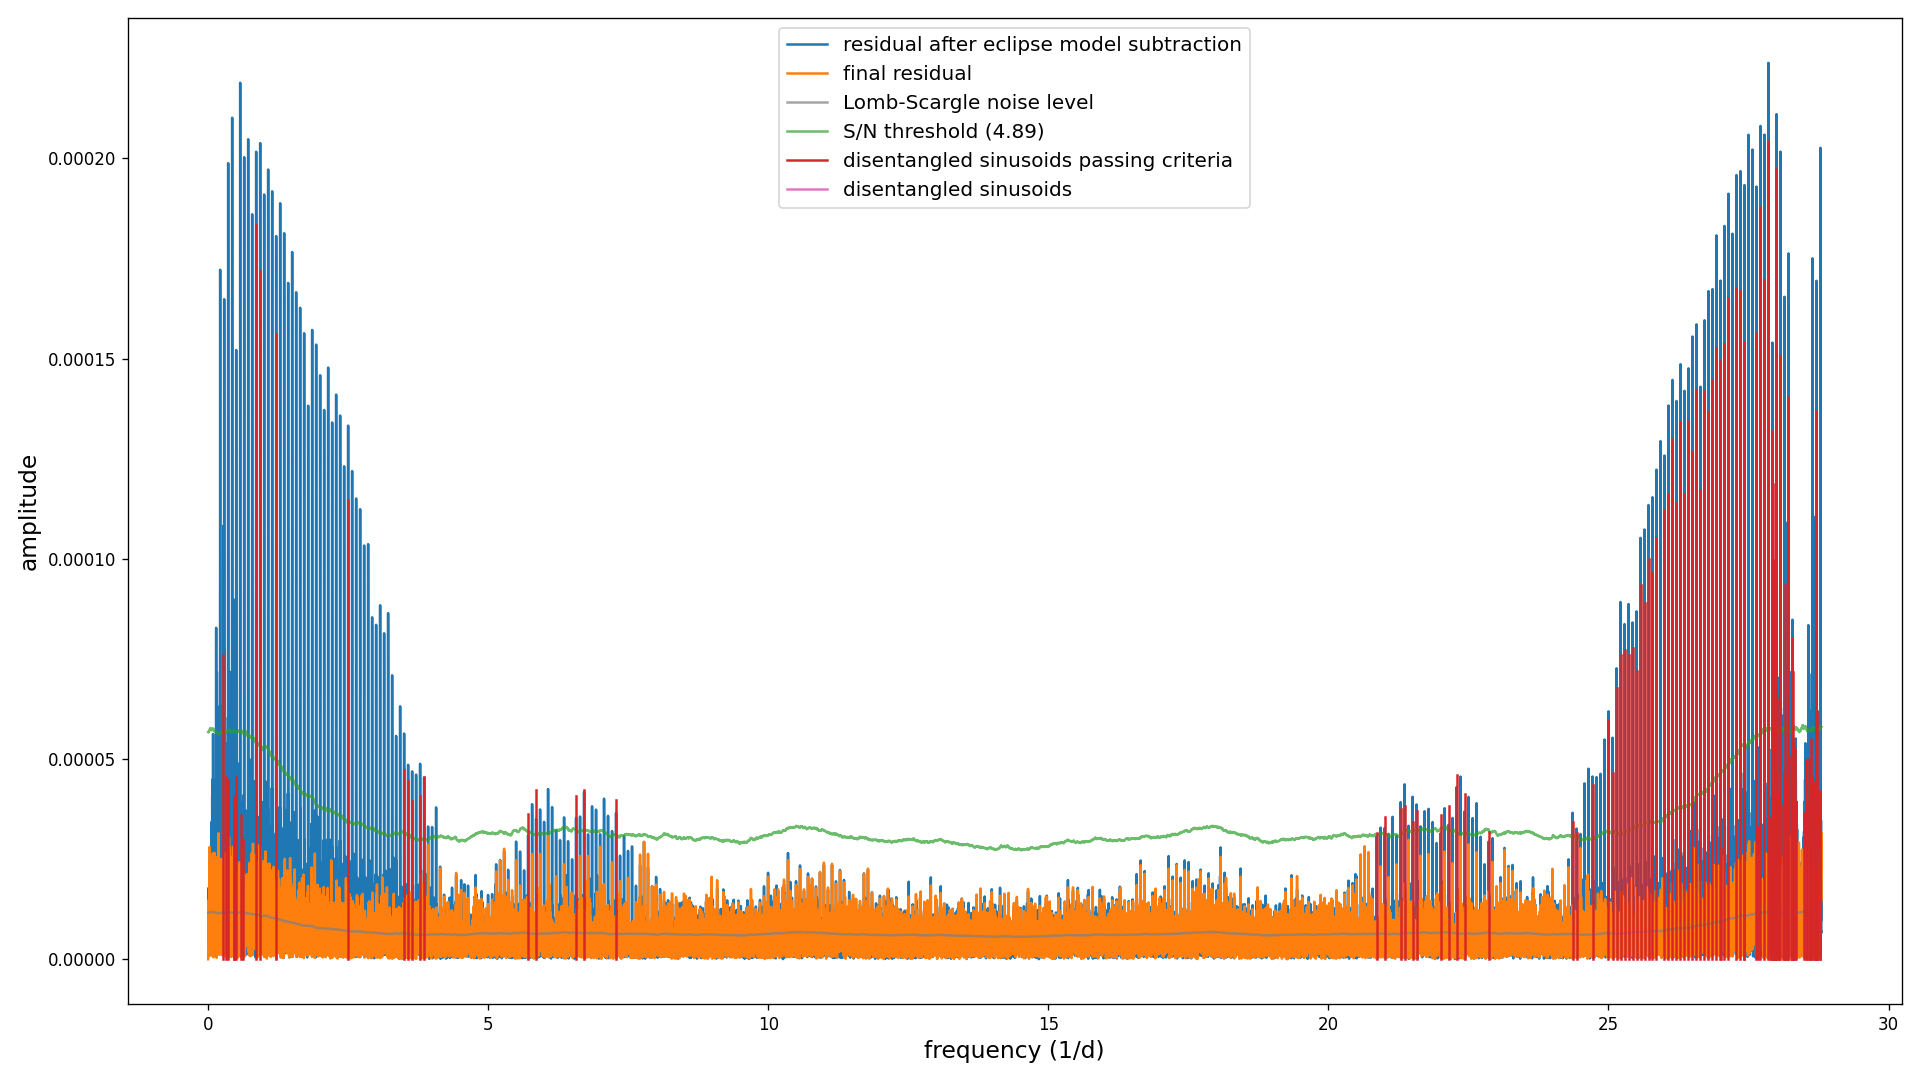 residual after eclipse model subtraction
final residual
Lomb-Scargle noise level
S/N threshold (4.89)
disentangled sinusoids passing criteria
disentangled sinusoids
amplitude
0.00020
0.00015
0.00010
0.00005
0.00000
0 5 10 15 20 25 30
frequency (1/d)